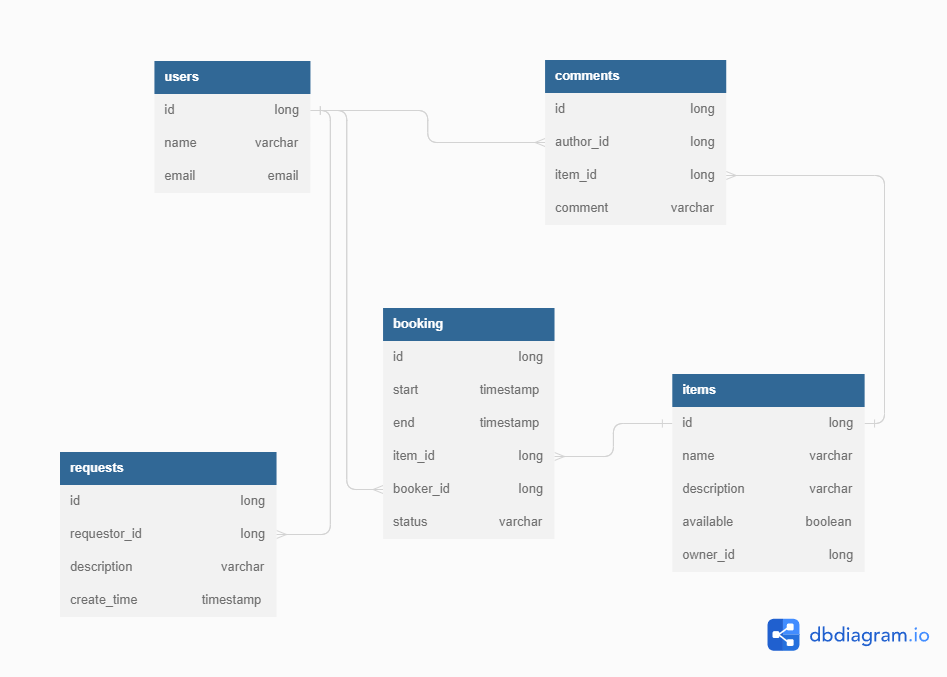 users
id long
name varchar
email email
comments
id long
author_id long
item_id long
comment varchar
booking
id long
start timestamp
end timestamp
item_id long
booker_id long
status varchar
items
id long
name varchar
description varchar
available boolean
owner_id long
requests
id long
requestor_id long
description varchar
create_time timestamp
dbdiagram.io